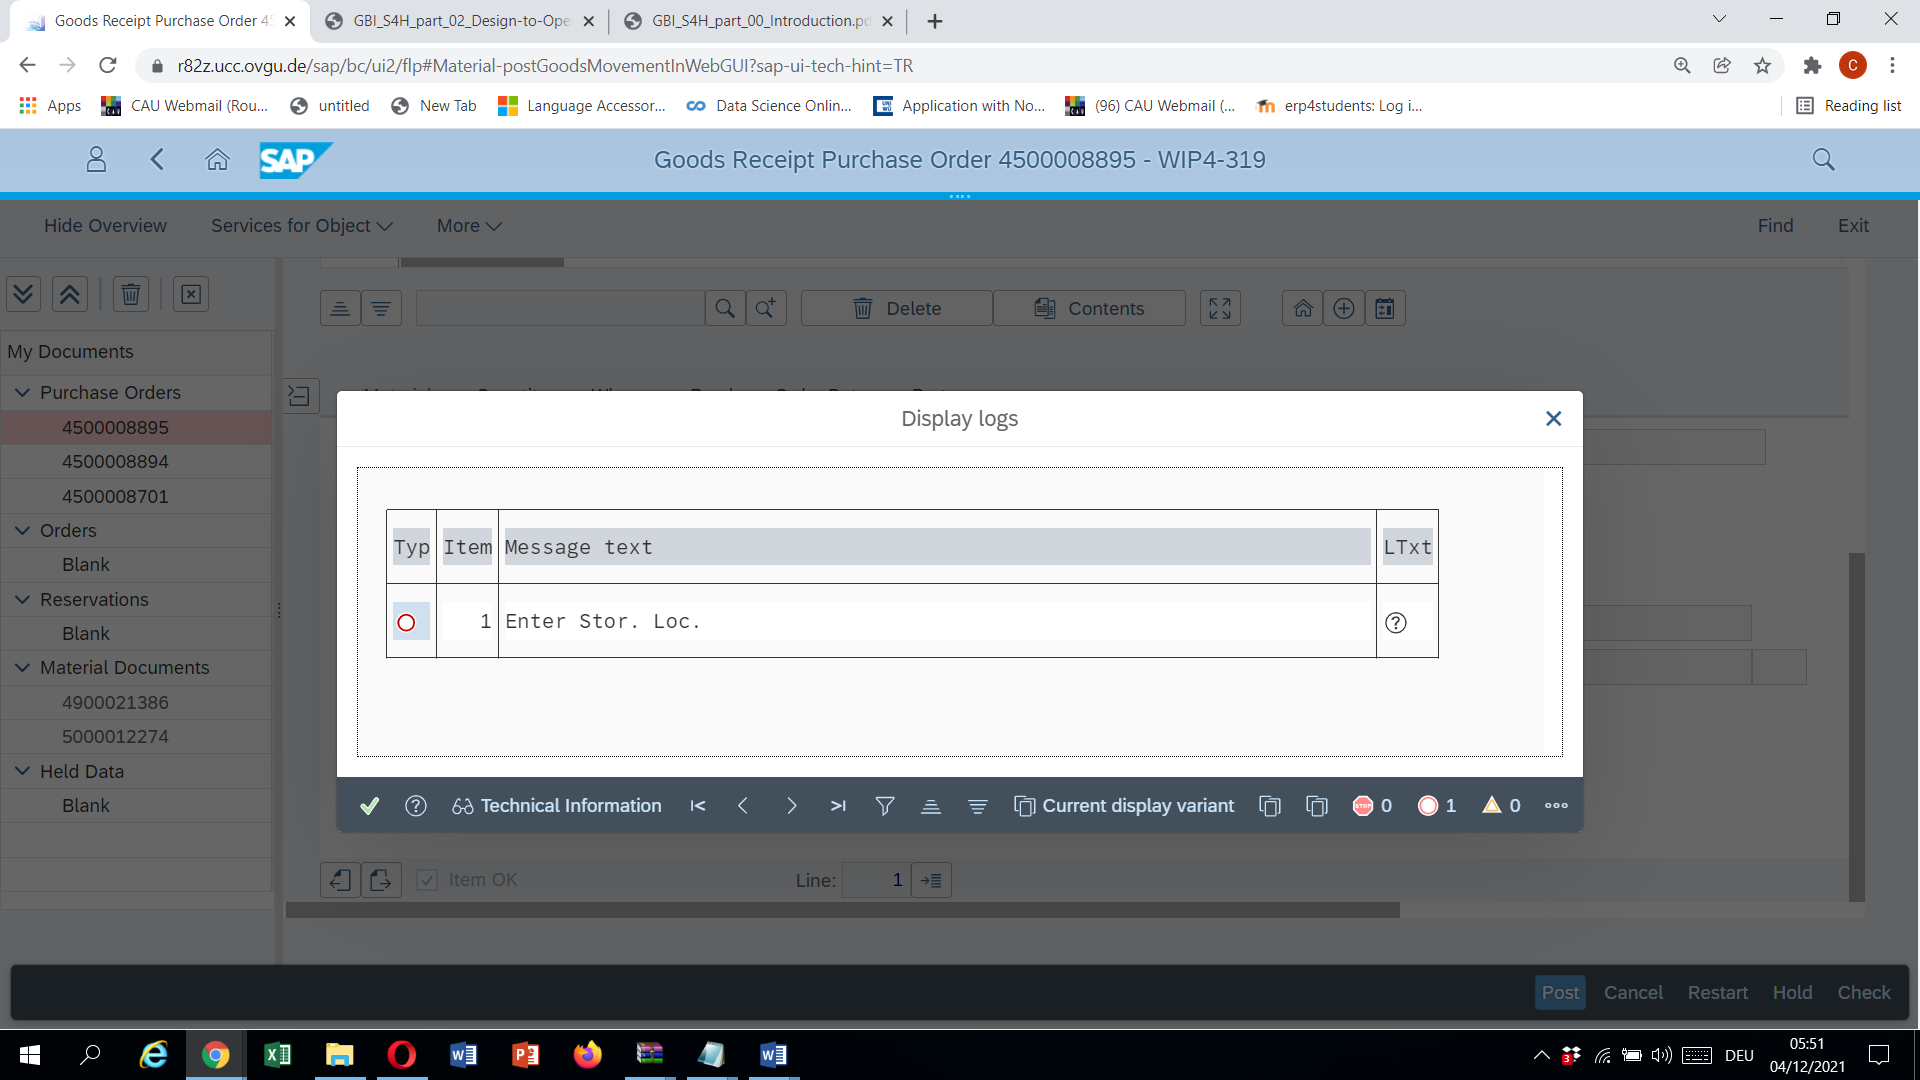 Goods Receipt Purchase Order 45
GBI_S4H_part_02_Design-to-Ope
GBI_S4H_part_00_Introduction.pd
r82z.ucc.ovgu.de/sap/bc/ui2/flp#Material-postGoodsMovementInWebGUI?sap-ui-tech-hint=TR
C
Apps
CAU Webmail (Rou...
untitled
New Tab
Language Accessor...
Data Science Onlin...
Application with No...
(96) CAU Webmail (...
erp4students: Log i...
Reading list
SAP
Goods Receipt Purchase Order 4500008895 - WIP4-319
Hide Overview
Services for Object
More
Find
Exit
Delete
Contents
My Documents
Purchase Orders
4500008895
4500008894
4500008701
Orders
Blank
Reservations
Blank
Material Documents
4900021386
5000012274
Held Data
Blank
Display logs
Typ Item Message text LTxt
1 Enter Stor. Loc.
Technical Information
Current display variant
STOP 0
1
0
Item OK
Line: 1
Post Cancel Restart Hold Check
DEU
05:51
04/12/2021